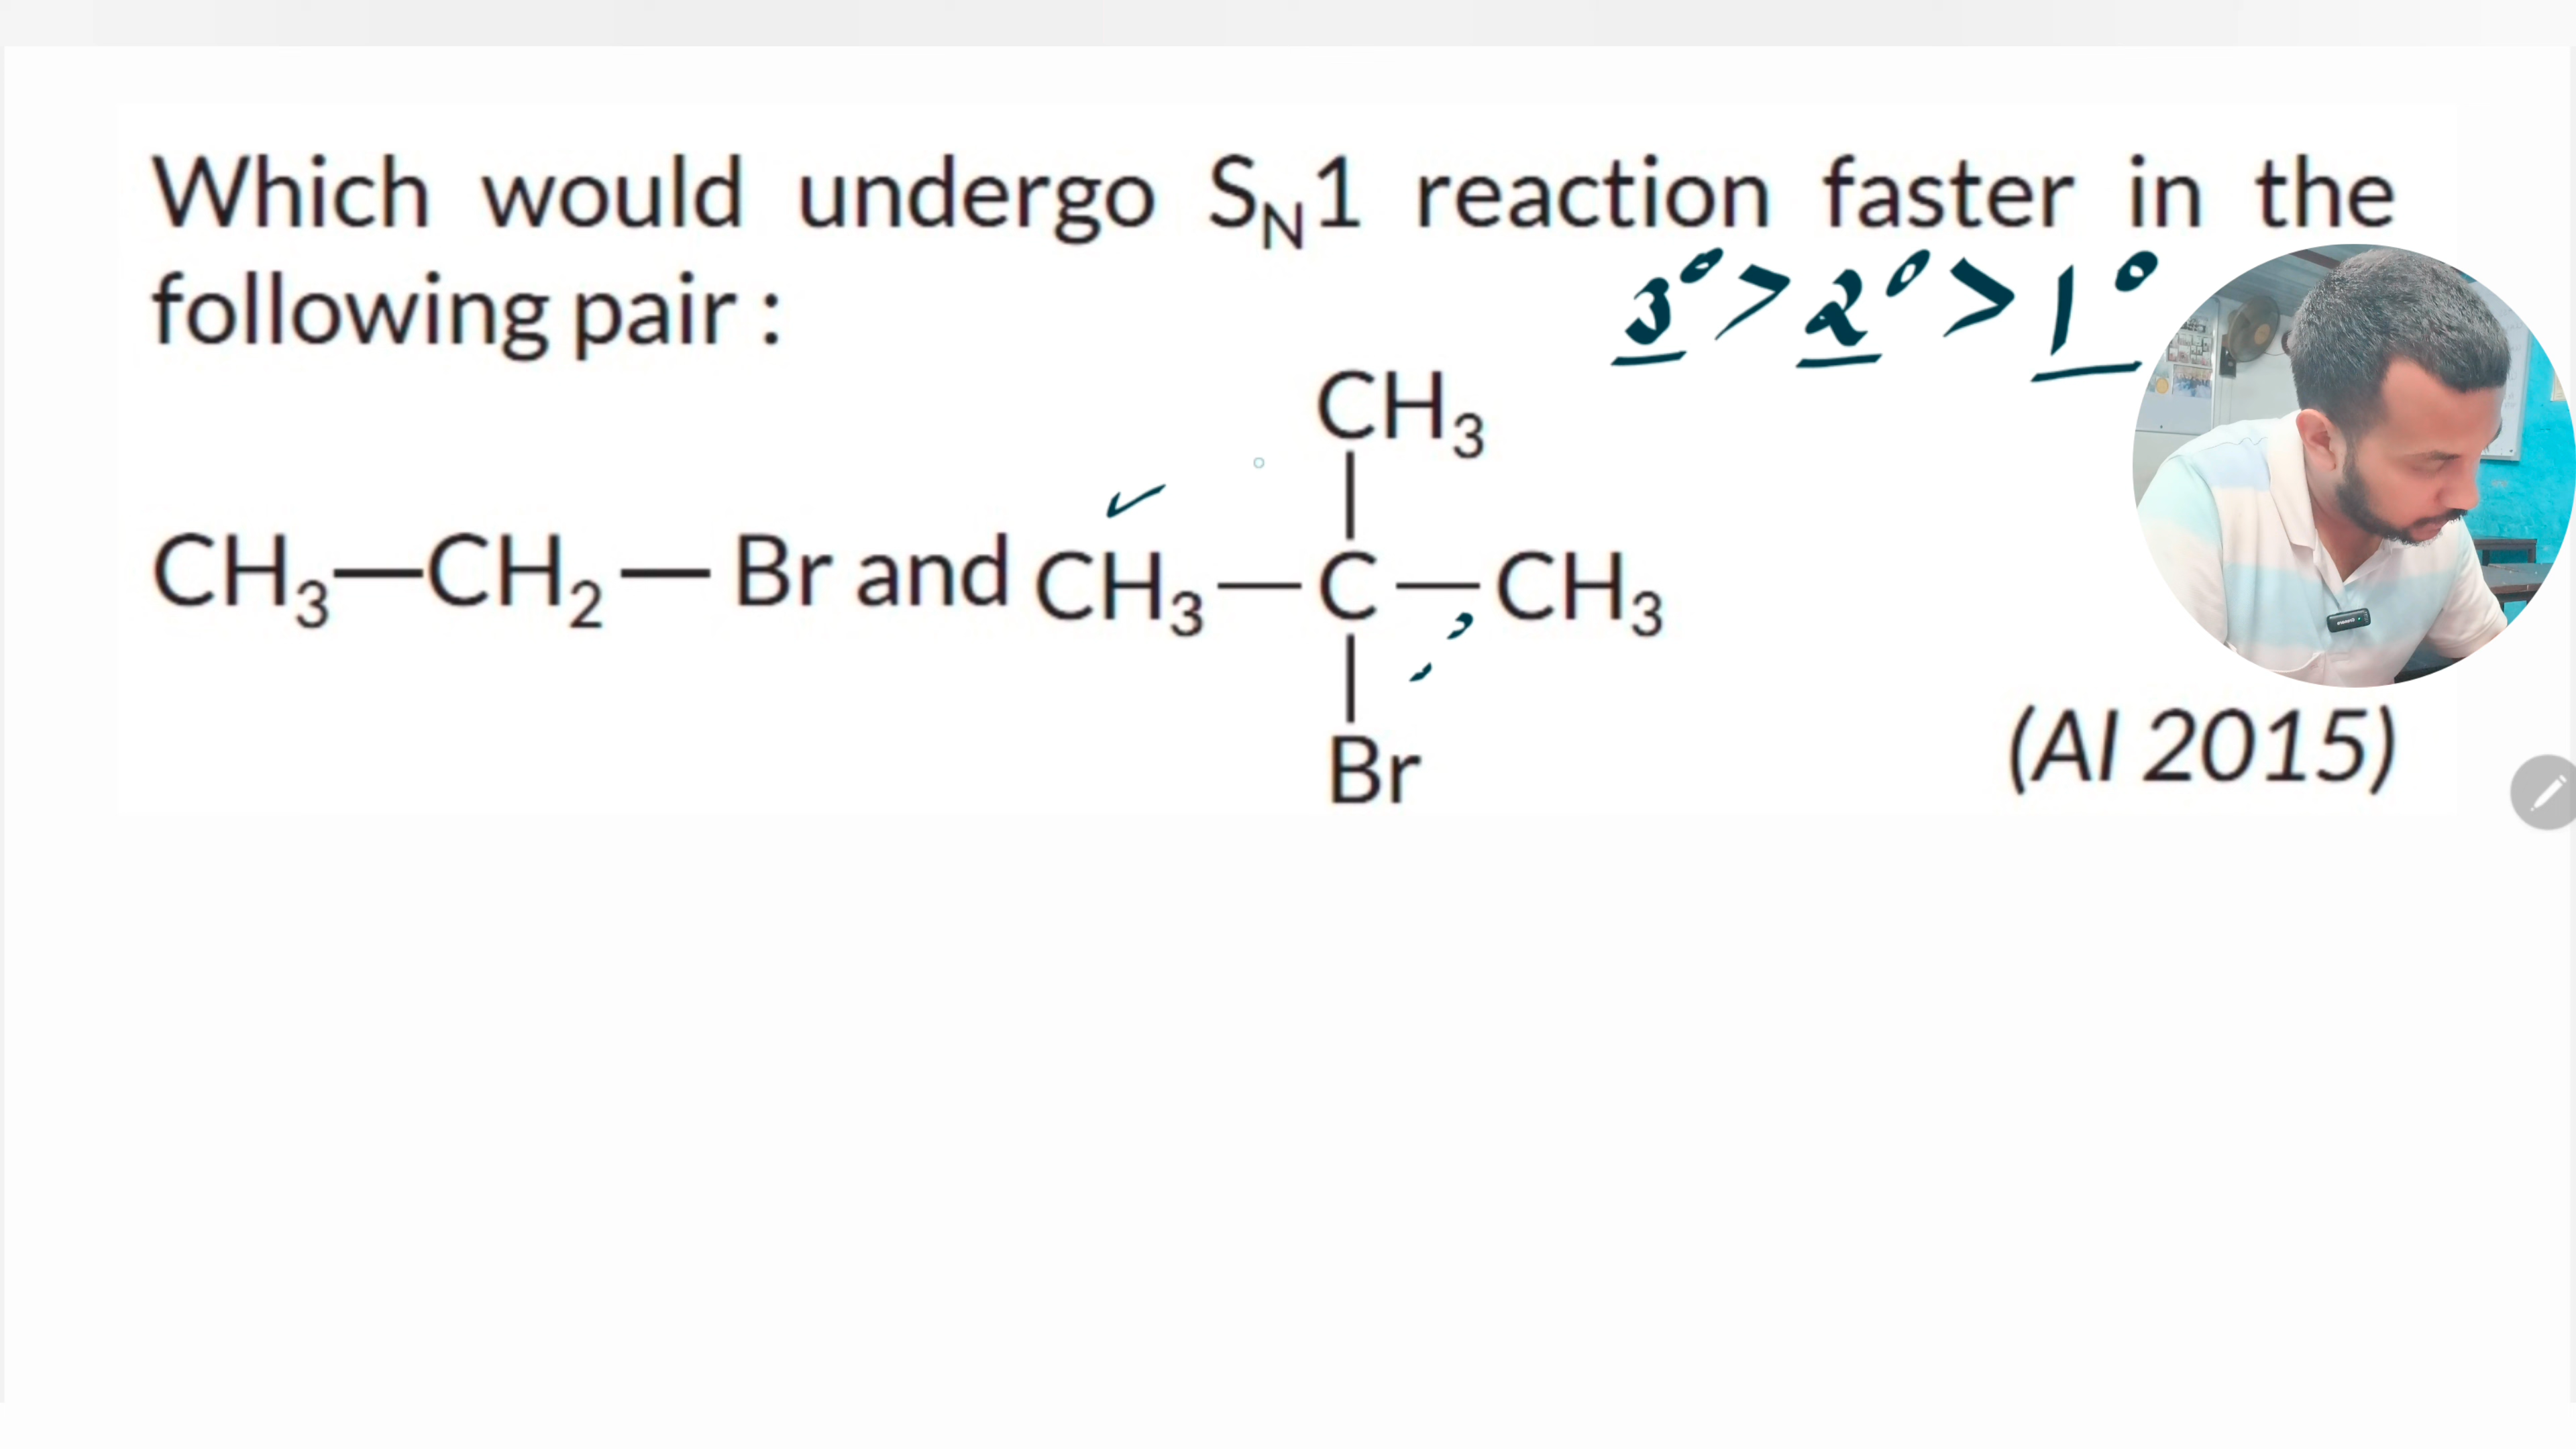 Which would undergo SN1 reaction faster in the
following pair :
3° > 2° > 1°
CH3
CH3—CH2—Br and CH3—C—CH3
Br
(AI 2015)